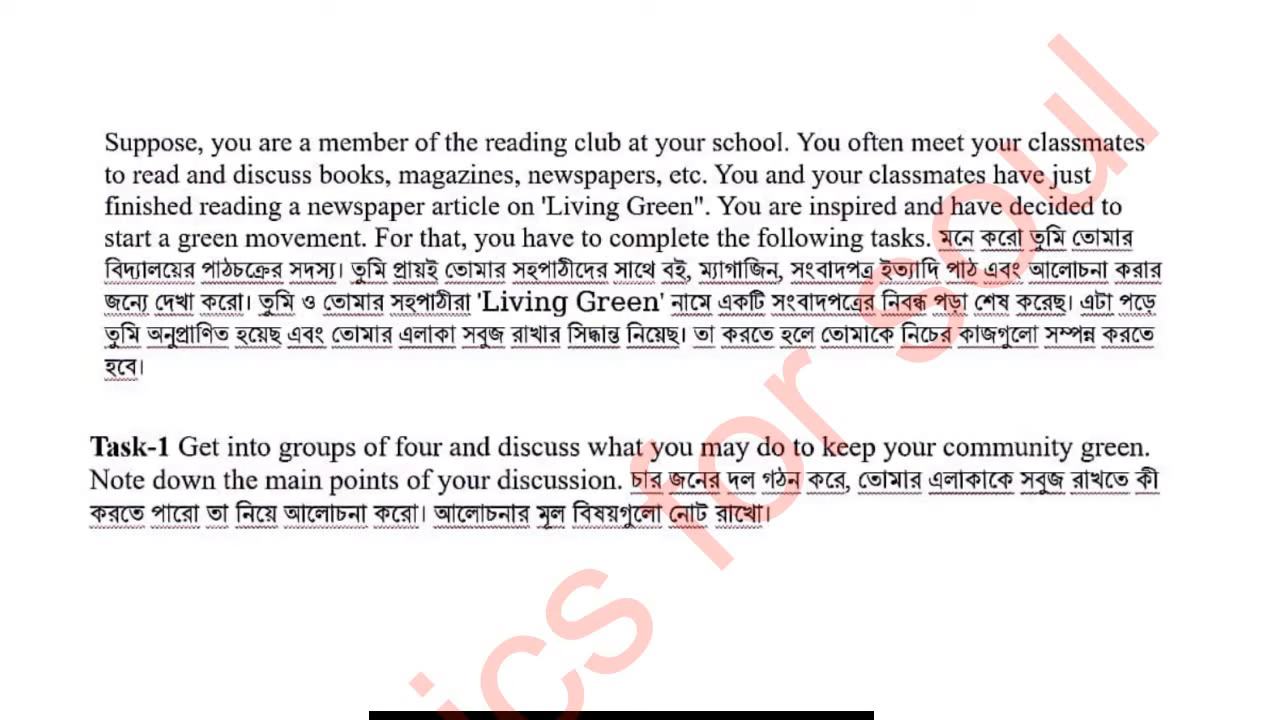 Suppose, you are a member of the reading club at your school. You often meet your classmates
to read and discuss books, magazines, newspapers, etc. You and your classmates have just
finished reading a newspaper article on 'Living Green". You are inspired and have decided to
start a green movement. For that, you have to complete the following tasks. মনে করো তুমি তোমার
বিদ্যালয়ের পাঠচক্রের সদস্য। তুমি প্রায়ই তোমার সহপাঠীদের সাথে বই, ম্যাগাজিন, সংবাদপত্র ইত্যাদি পাঠ এবং আলোচনা করার
জন্যে দেখা করো। তুমি ও তোমার সহপাঠীরা 'Living Green' নামে একটি সংবাদপত্রের নিবন্ধ পড়া শেষ করেছ। এটা পড়ে
তুমি অনুপ্রাণিত হয়েছ এবং তোমার এলাকা সবুজ রাখার সিদ্ধান্ত নিয়েছ। তা করতে হলে তোমাকে নিচের কাজগুলো সম্পন্ন করতে
হবে।
Task-1 Get into groups of four and discuss what you may do to keep your community green.
Note down the main points of your discussion. চার জনের দল গঠন করে, তোমার এলাকাকে সবুজ রাখতে কী
করতে পারো তা নিয়ে আলোচনা করো। আলোচনার মূল বিষয়গুলো নোট রাখো।
ics for soul